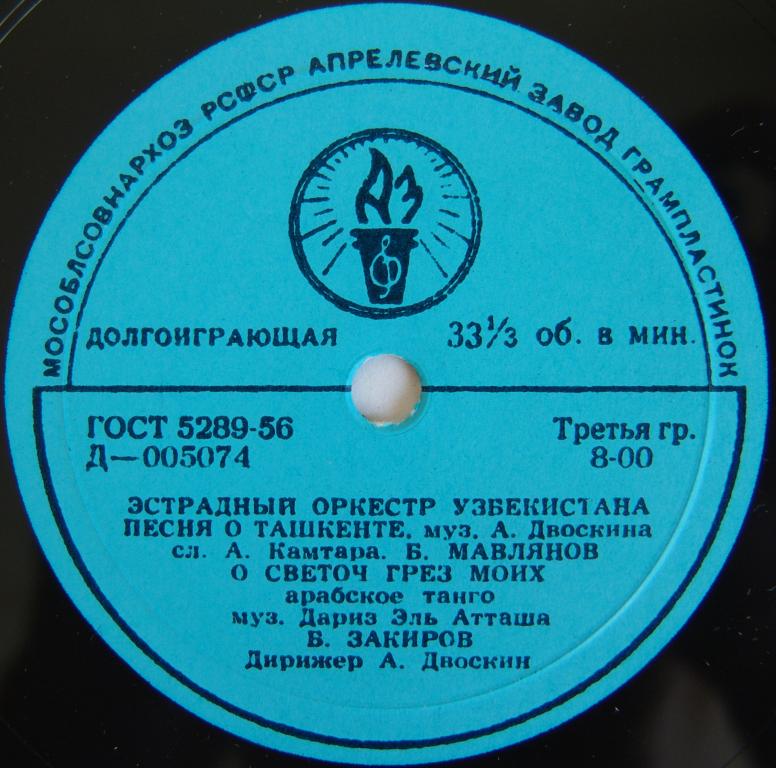 МОСОБЛСОВНАРХОЗ РСФСР АПРЕЛЕВСКИЙ ЗАВОД ГРАМПЛАСТИНОК
АЗ
ДОЛГОИГРАЮЩАЯ 33⅓ об. в мин.
ГОСТ 5289-56 Третья гр.
Д—005074 8-00
ЭСТРАДНЫЙ ОРКЕСТР УЗБЕКИСТАНА
ПЕСНЯ О ТАШКЕНТЕ, муз. А. Двоскина
сл. А. Камтара. Б. МАВЛЯНОВ
О СВЕТОЧ ГРЕЗ МОИХ
арабское танго
муз. Дариз Эль Атташа
Б. ЗАКИРОВ
Дирижер А. Двоскин